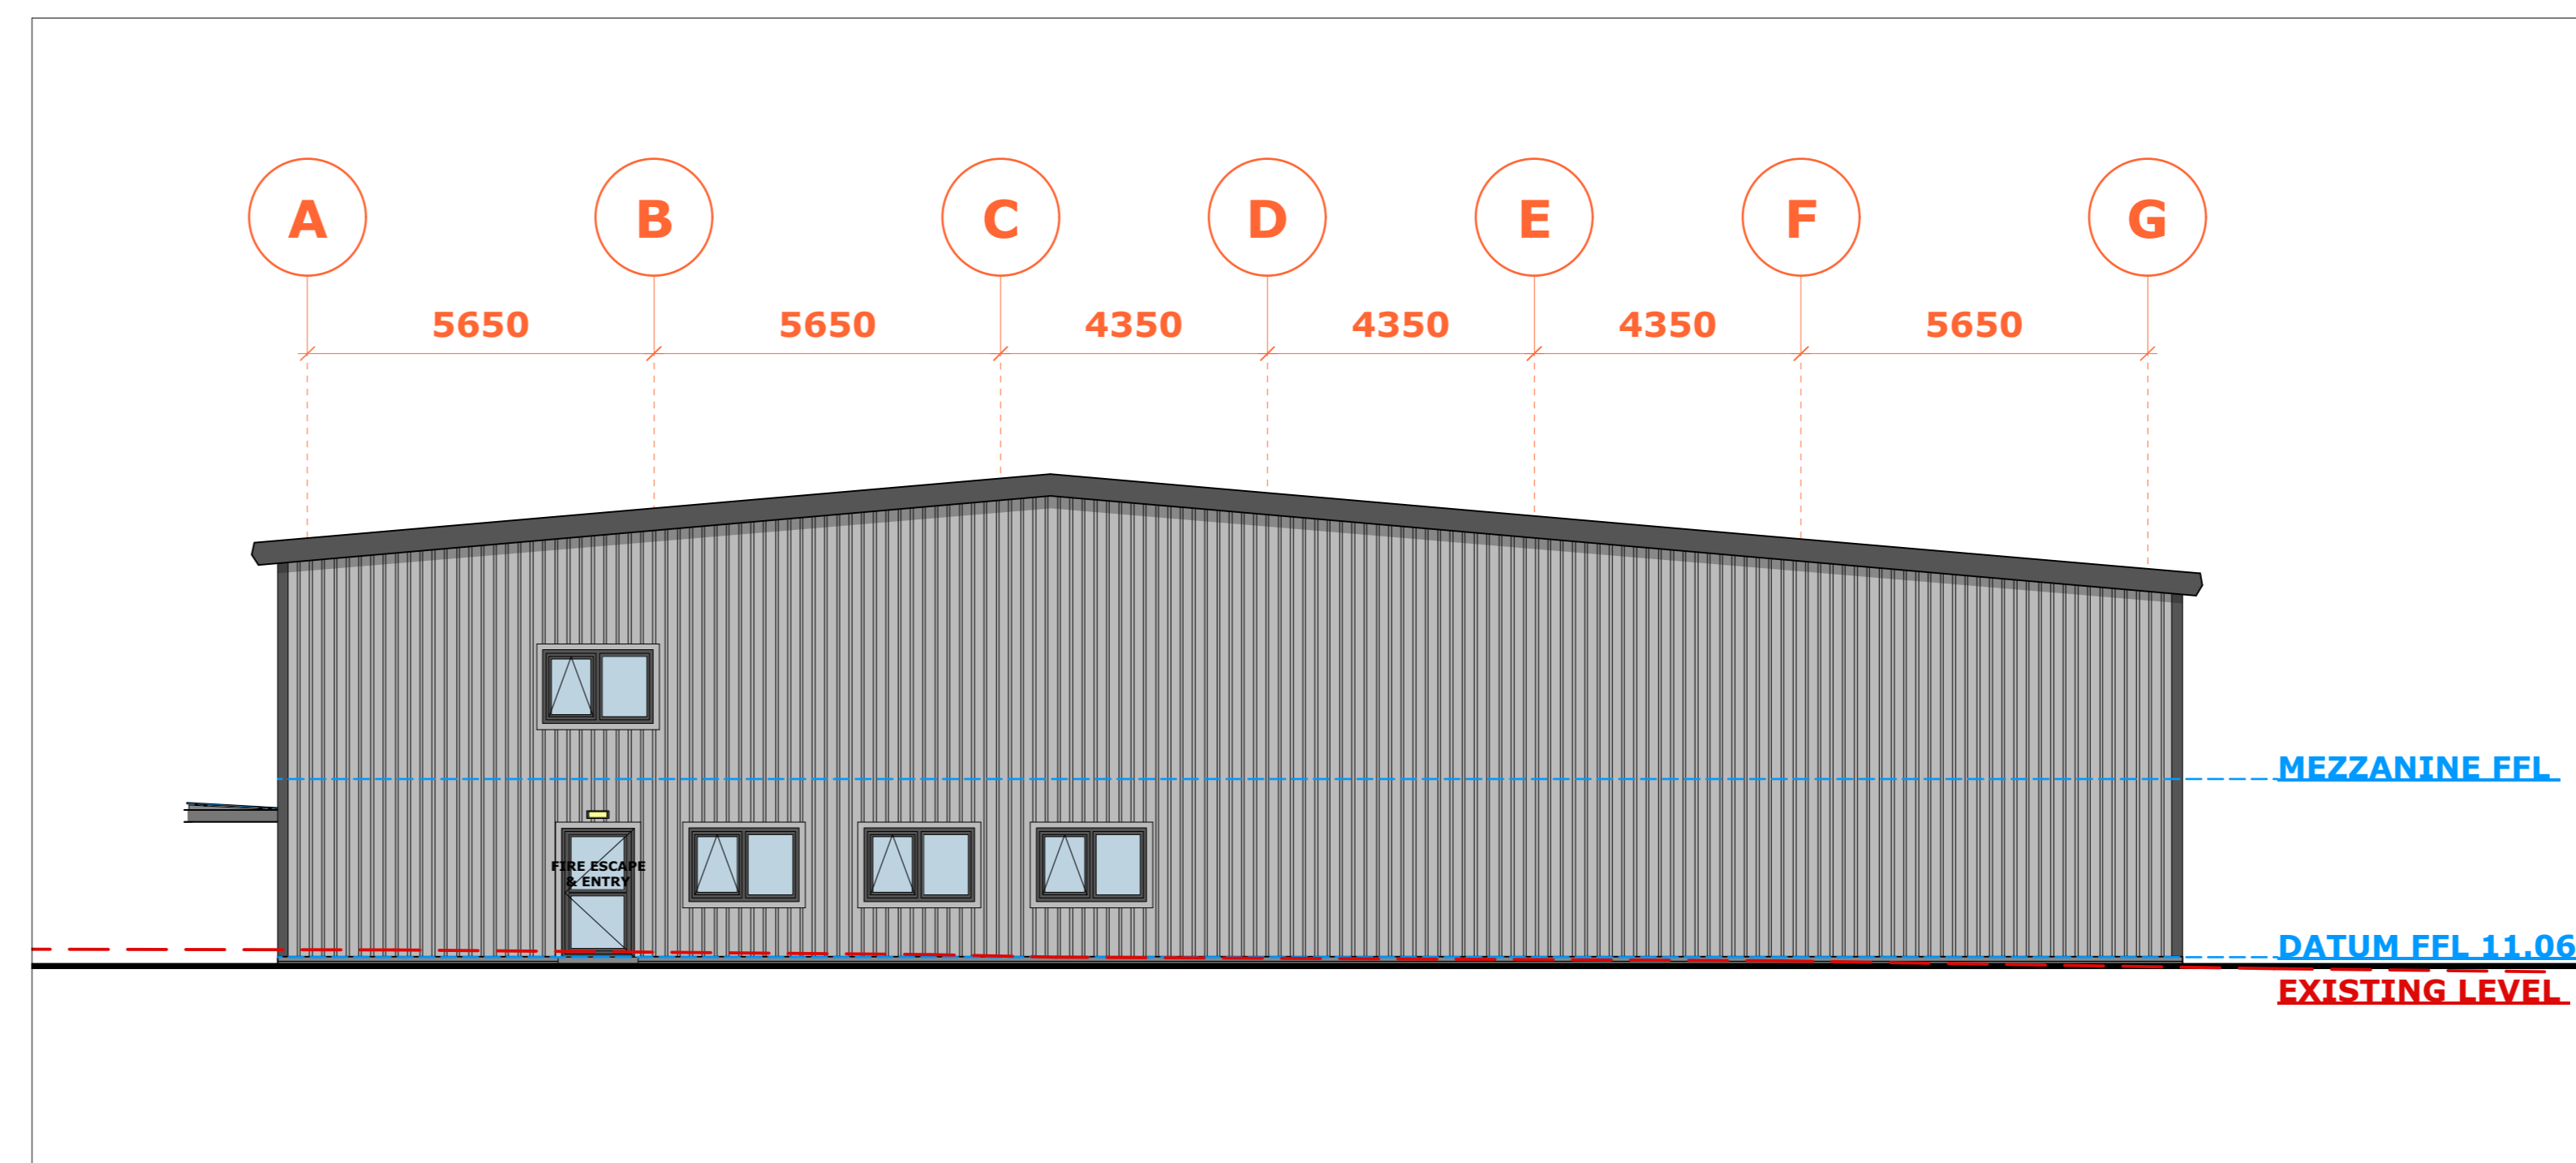 A B C D E F G
5650 5650 4350 4350 4350 5650
MEZZANINE FFL
FIRE ESCAPE
& ENTRY
DATUM FFL 11.06
EXISTING LEVEL